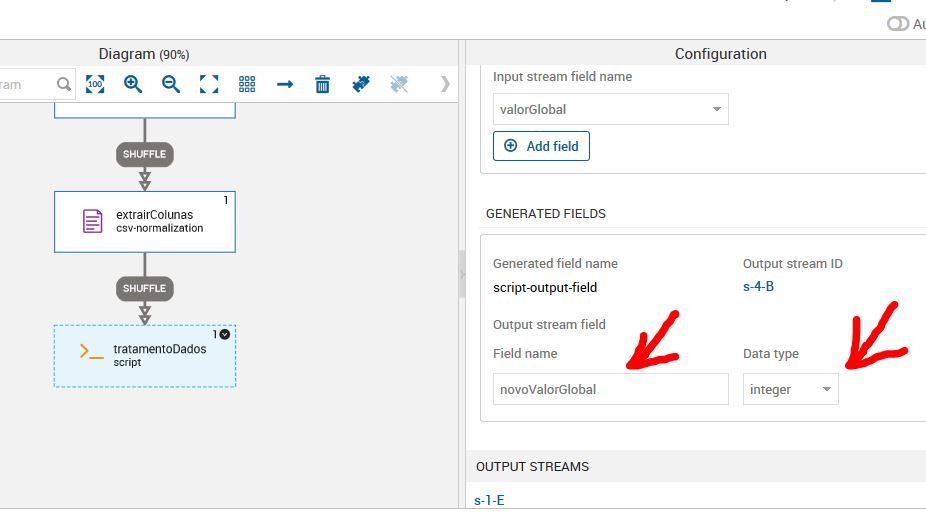 Au
Diagram (90%)
ram
100
SHUFFLE
1
extrairColunas
csv-normalization
SHUFFLE
1
tratamentoDados
script
Configuration
Input stream field name
valorGlobal
Add field
GENERATED FIELDS
Generated field name
Output stream ID
script-output-field
s-4-B
Output stream field
Field name
Data type
novoValorGlobal
integer
OUTPUT STREAMS
s-1-E